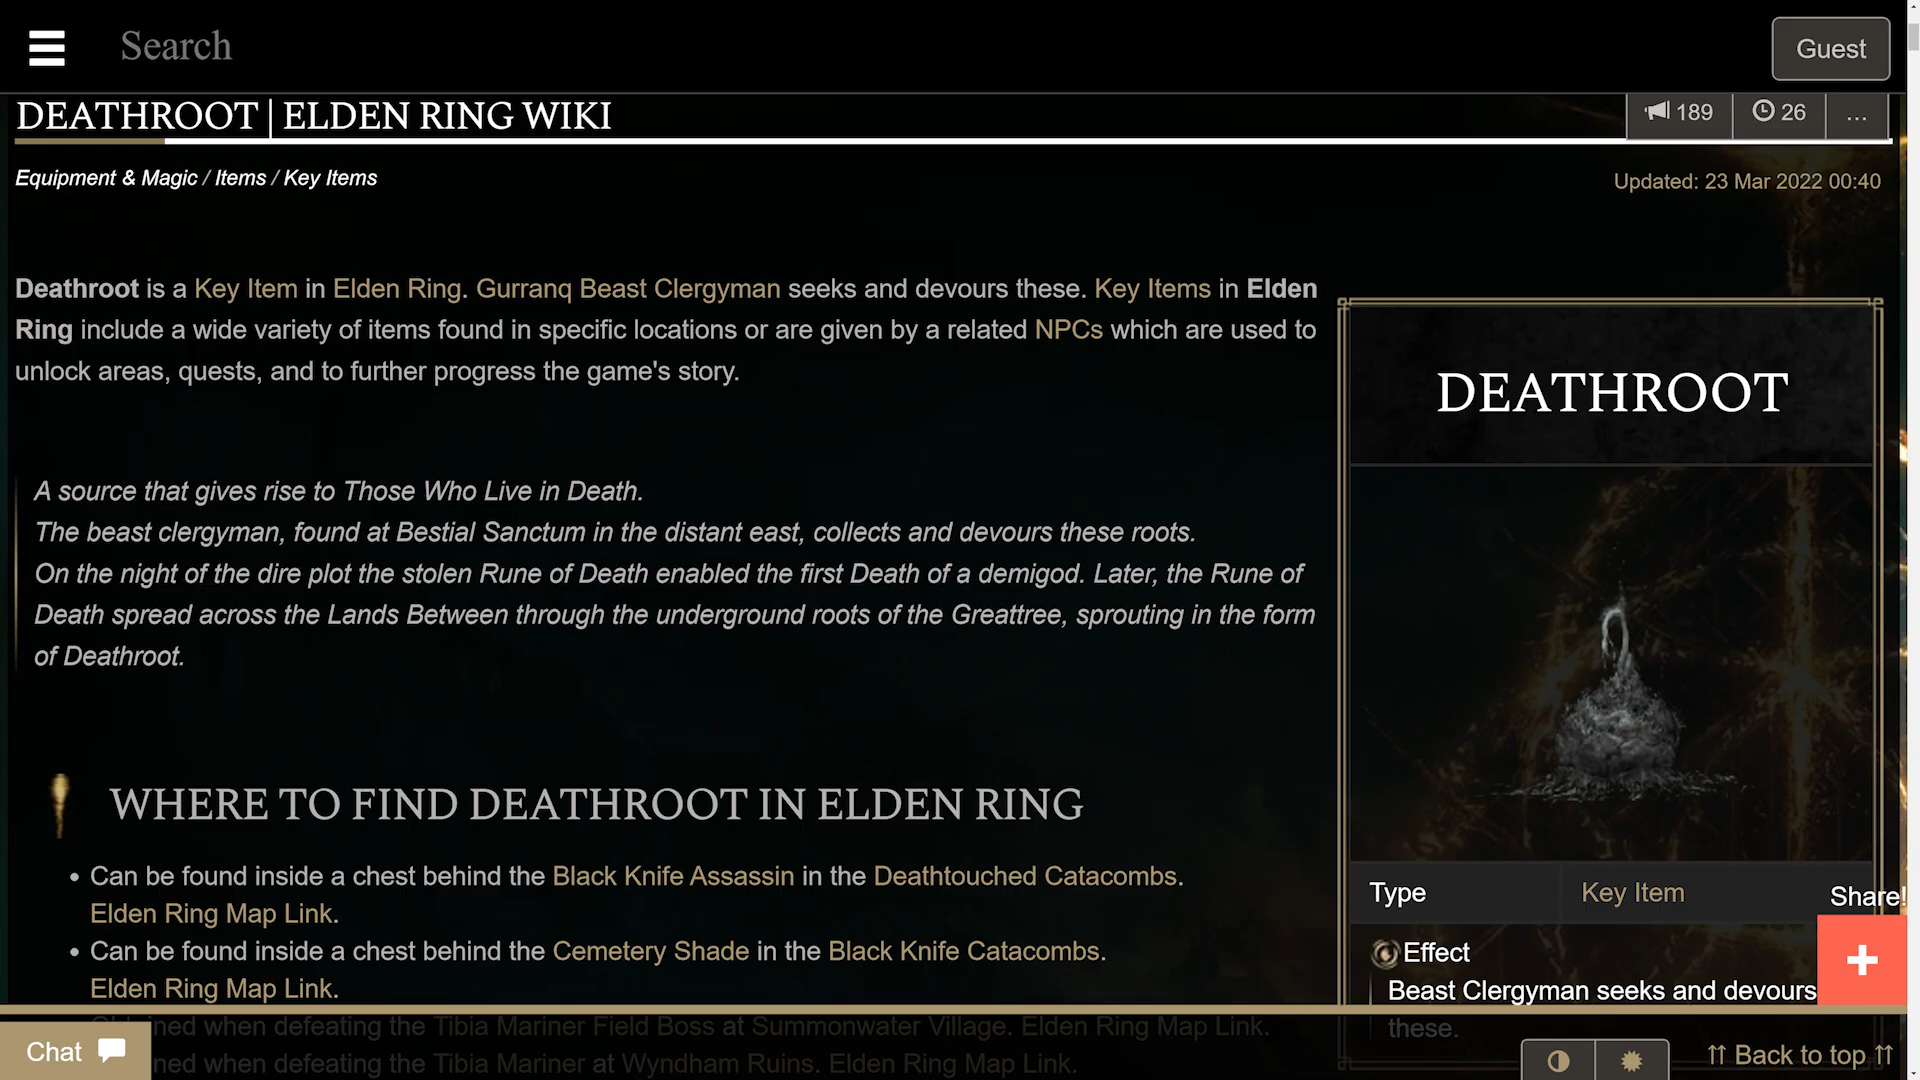 Search
Guest
DEATHROOT | ELDEN RING WIKI
189
26
...
Equipment & Magic / Items / Key Items
Updated: 23 Mar 2022 00:40
Deathroot is a Key Item in Elden Ring. Gurranq Beast Clergyman seeks and devours these. Key Items in Elden
Ring include a wide variety of items found in specific locations or are given by a related NPCs which are used to
unlock areas, quests, and to further progress the game's story.
A source that gives rise to Those Who Live in Death.
The beast clergyman, found at Bestial Sanctum in the distant east, collects and devours these roots.
On the night of the dire plot the stolen Rune of Death enabled the first Death of a demigod. Later, the Rune of
Death spread across the Lands Between through the underground roots of the Greattree, sprouting in the form
of Deathroot.
WHERE TO FIND DEATHROOT IN ELDEN RING
• Can be found inside a chest behind the Black Knife Assassin in the Deathtouched Catacombs.
Elden Ring Map Link.
• Can be found inside a chest behind the Cemetery Shade in the Black Knife Catacombs.
Elden Ring Map Link.
when defeating the Tibia Mariner Field Boss at Summonwater Village. Elden Ring Map Link.
when defeating the Tibia Mariner at Wyndham Ruins. Elden Ring Map Link.
DEATHROOT
Type
Key Item
Effect
Beast Clergyman seeks and devours
these.
Share!
Chat
Back to top